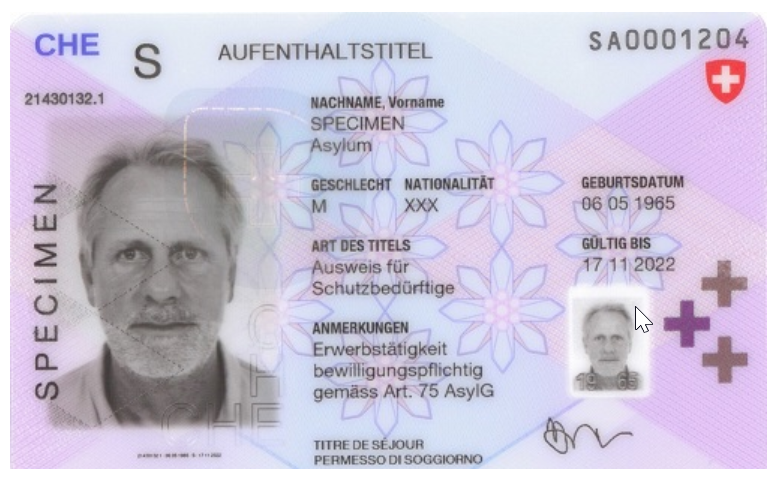 CHE
S
AUFENTHALTSTITEL
SA0001204
21430132.1
NACHNAME, Vorname
SPECIMEN
Asylum
GESCHLECHT NATIONALITÄT GEBURTSDATUM
M XXX 06 05 1965
ART DES TITELS GÜLTIG BIS
Ausweis für 17 11 2022
Schutzbedürftige
ANMERKUNGEN
Erwerbstätigkeit
bewilligungspflichtig
gemäss Art. 75 AsylG
TITRE DE SÉJOUR
PERMESSO DI SOGGIORNO
SPECIMEN
CHE
19 65